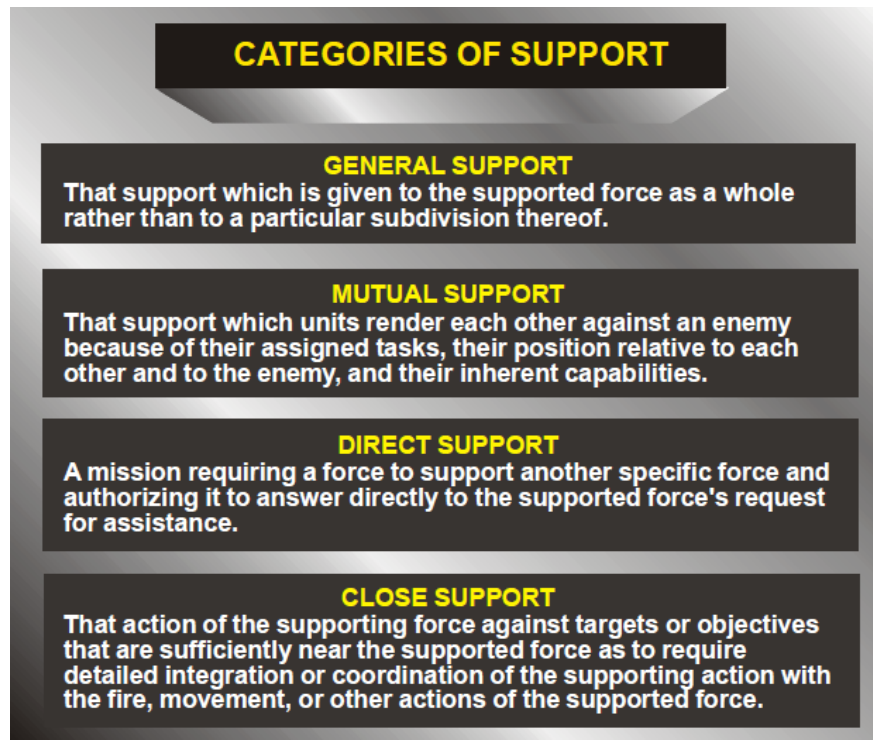 CATEGORIES OF SUPPORT
GENERAL SUPPORT
That support which is given to the supported force as a whole
rather than to a particular subdivision thereof.
MUTUAL SUPPORT
That support which units render each other against an enemy
because of their assigned tasks, their position relative to each
other and to the enemy, and their inherent capabilities.
DIRECT SUPPORT
A mission requiring a force to support another specific force and
authorizing it to answer directly to the supported force's request
for assistance.
CLOSE SUPPORT
That action of the supporting force against targets or objectives
that are sufficiently near the supported force as to require
detailed integration or coordination of the supporting action with
the fire, movement, or other actions of the supported force.